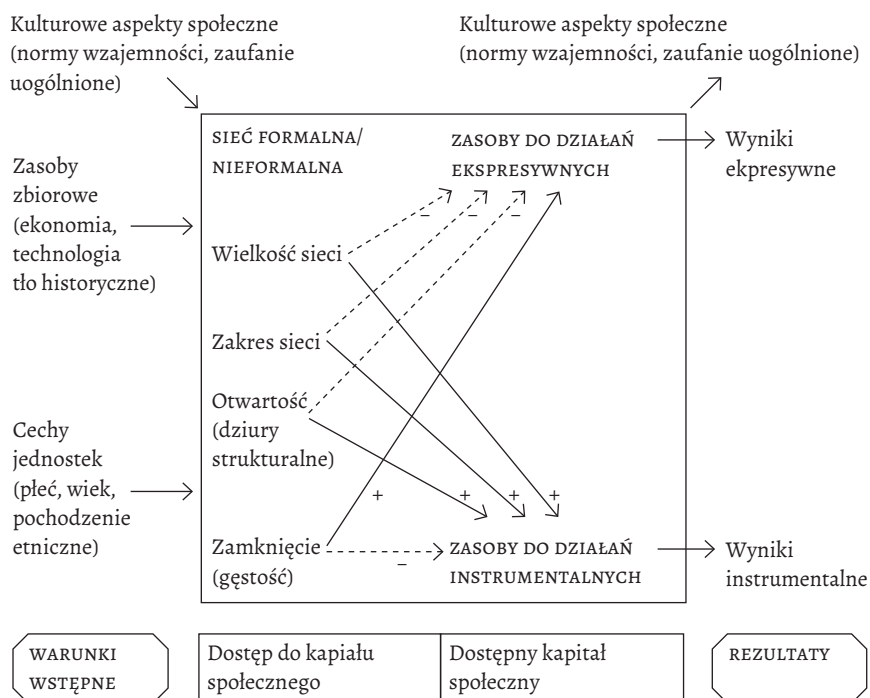 Kulturowe aspekty społeczne
(normy wzajemności, zaufanie
uogólnione)
Kulturowe aspekty społeczne
(normy wzajemności, zaufanie uogólnione)
Zasoby
zbiorowe
(ekonomia,
technologia
tło historyczne)
Cechy
jednostek
(płeć, wiek,
pochodzenie
etniczne)
SIEĆ FORMALNA/
NIEFORMALNA
Wielkość sieci
Zakres sieci
Otwartość
(dziury
strukturalne)
Zamknięcie
(gęstość)
ZASOBY DO DZIAŁAŃ
EKSPRESYWNYCH
– – –
+ + + +
–
ZASOBY DO DZIAŁAŃ
INSTRUMENTALNYCH
Wyniki
ekpresywne
Wyniki
instrumentalne
WARUNKI
WSTĘPNE
Dostęp do kapiału
społecznego
Dostępny kapitał
społeczny
REZULTATY